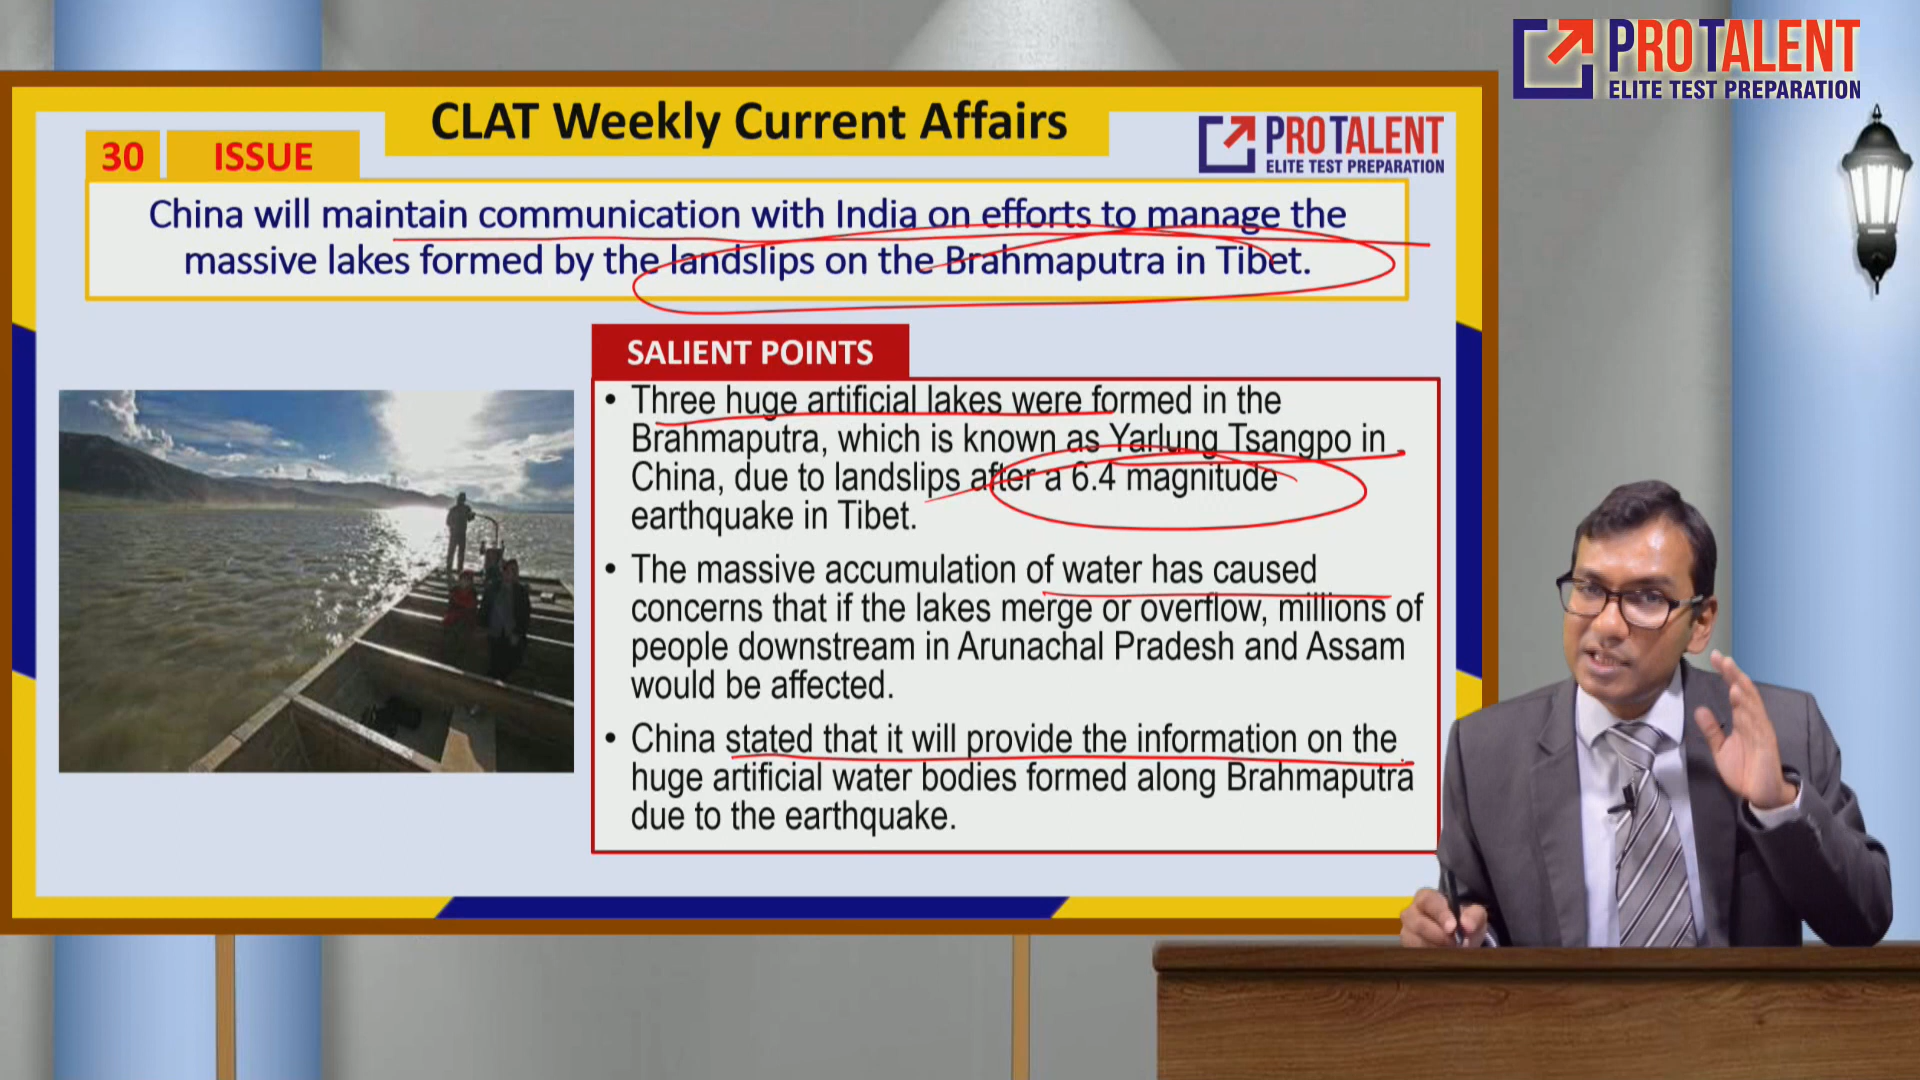 PROTALENT
ELITE TEST PREPARATION
CLAT Weekly Current Affairs
30 ISSUE
PROTALENT
ELITE TEST PREPARATION
China will maintain communication with India on efforts to manage the
massive lakes formed by the landslips on the Brahmaputra in Tibet.
SALIENT POINTS
• Three huge artificial lakes were formed in the
Brahmaputra, which is known as Yarlung Tsangpo in
China, due to landslips after a 6.4 magnitude
earthquake in Tibet.
• The massive accumulation of water has caused
concerns that if the lakes merge or overflow, millions of
people downstream in Arunachal Pradesh and Assam
would be affected.
• China stated that it will provide the information on the
huge artificial water bodies formed along Brahmaputra
due to the earthquake.